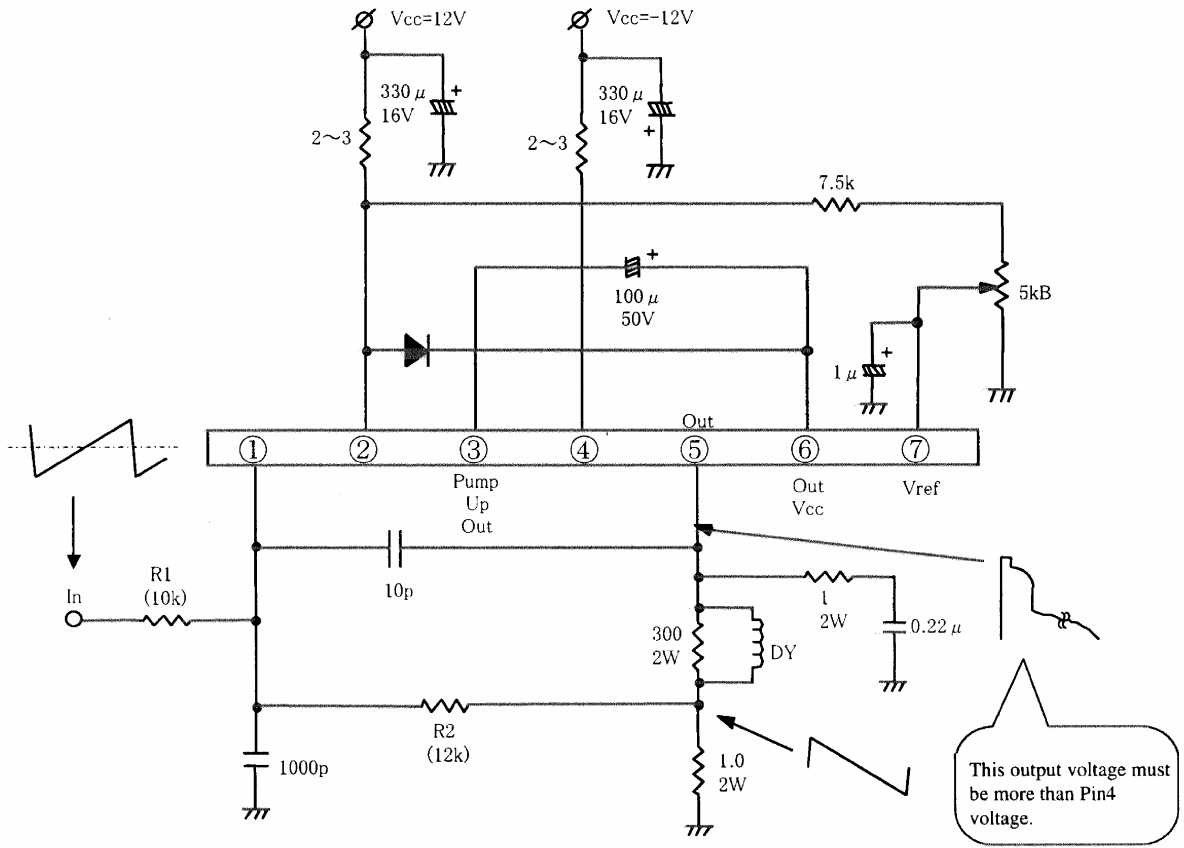 Vcc=12V
Vcc=-12V
330μ
16V
+
330μ
16V
+
2～3
2～3
7.5k
+
100μ
50V
5kB
+
1μ
Out
① ② ③ ④ ⑤ ⑥ ⑦
Pump
Up
Out
Out
Vcc
Vref
10p
In
R1
(10k)
1
2W
0.22μ
300
2W
DY
R2
(12k)
1000p
1.0
2W
This output voltage must
be more than Pin4
voltage.